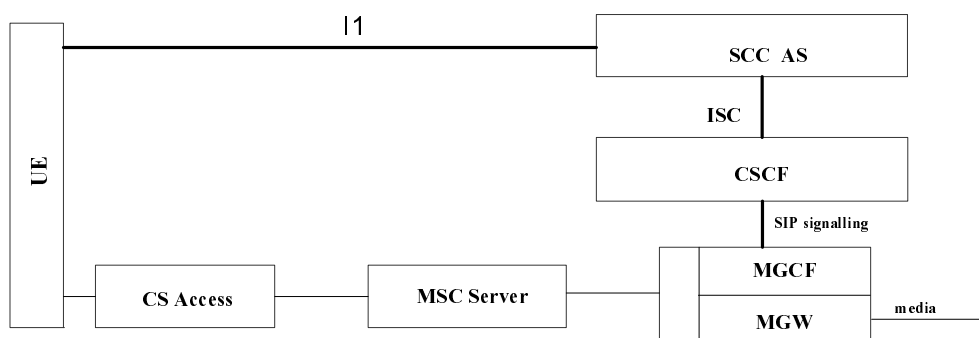 I1
SCC AS
ISC
UE
CSCF
SIP signalling
MGCF
CS Access
MSC Server
media
MGW